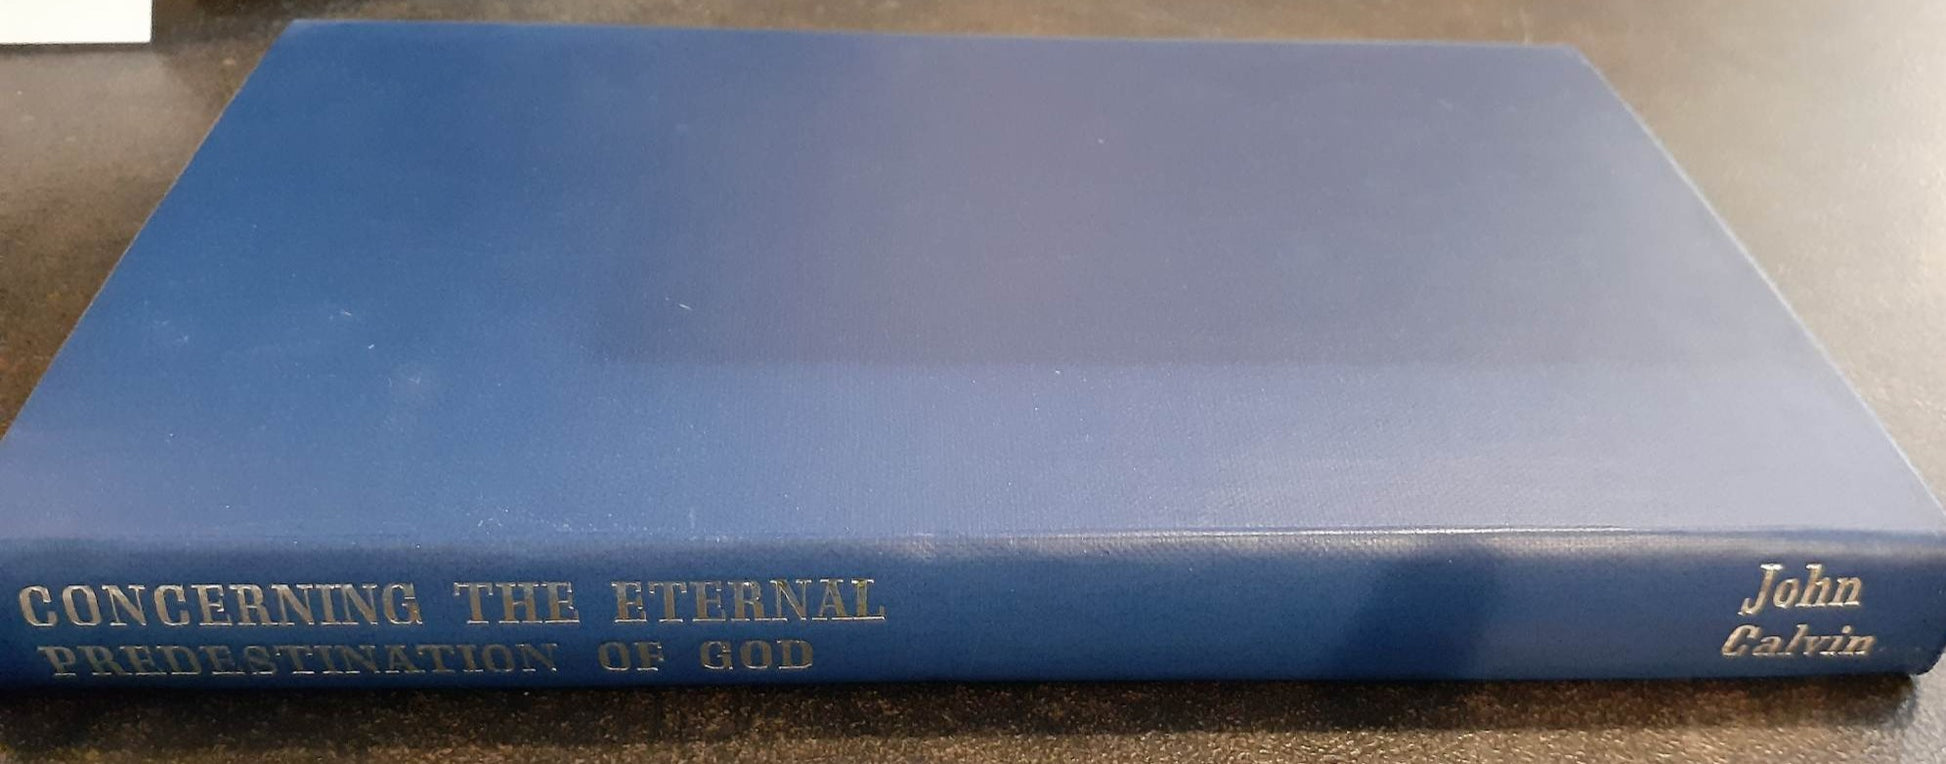 CONCERNING THE ETERNAL
PREDESTINATION OF GOD
John
Calvin